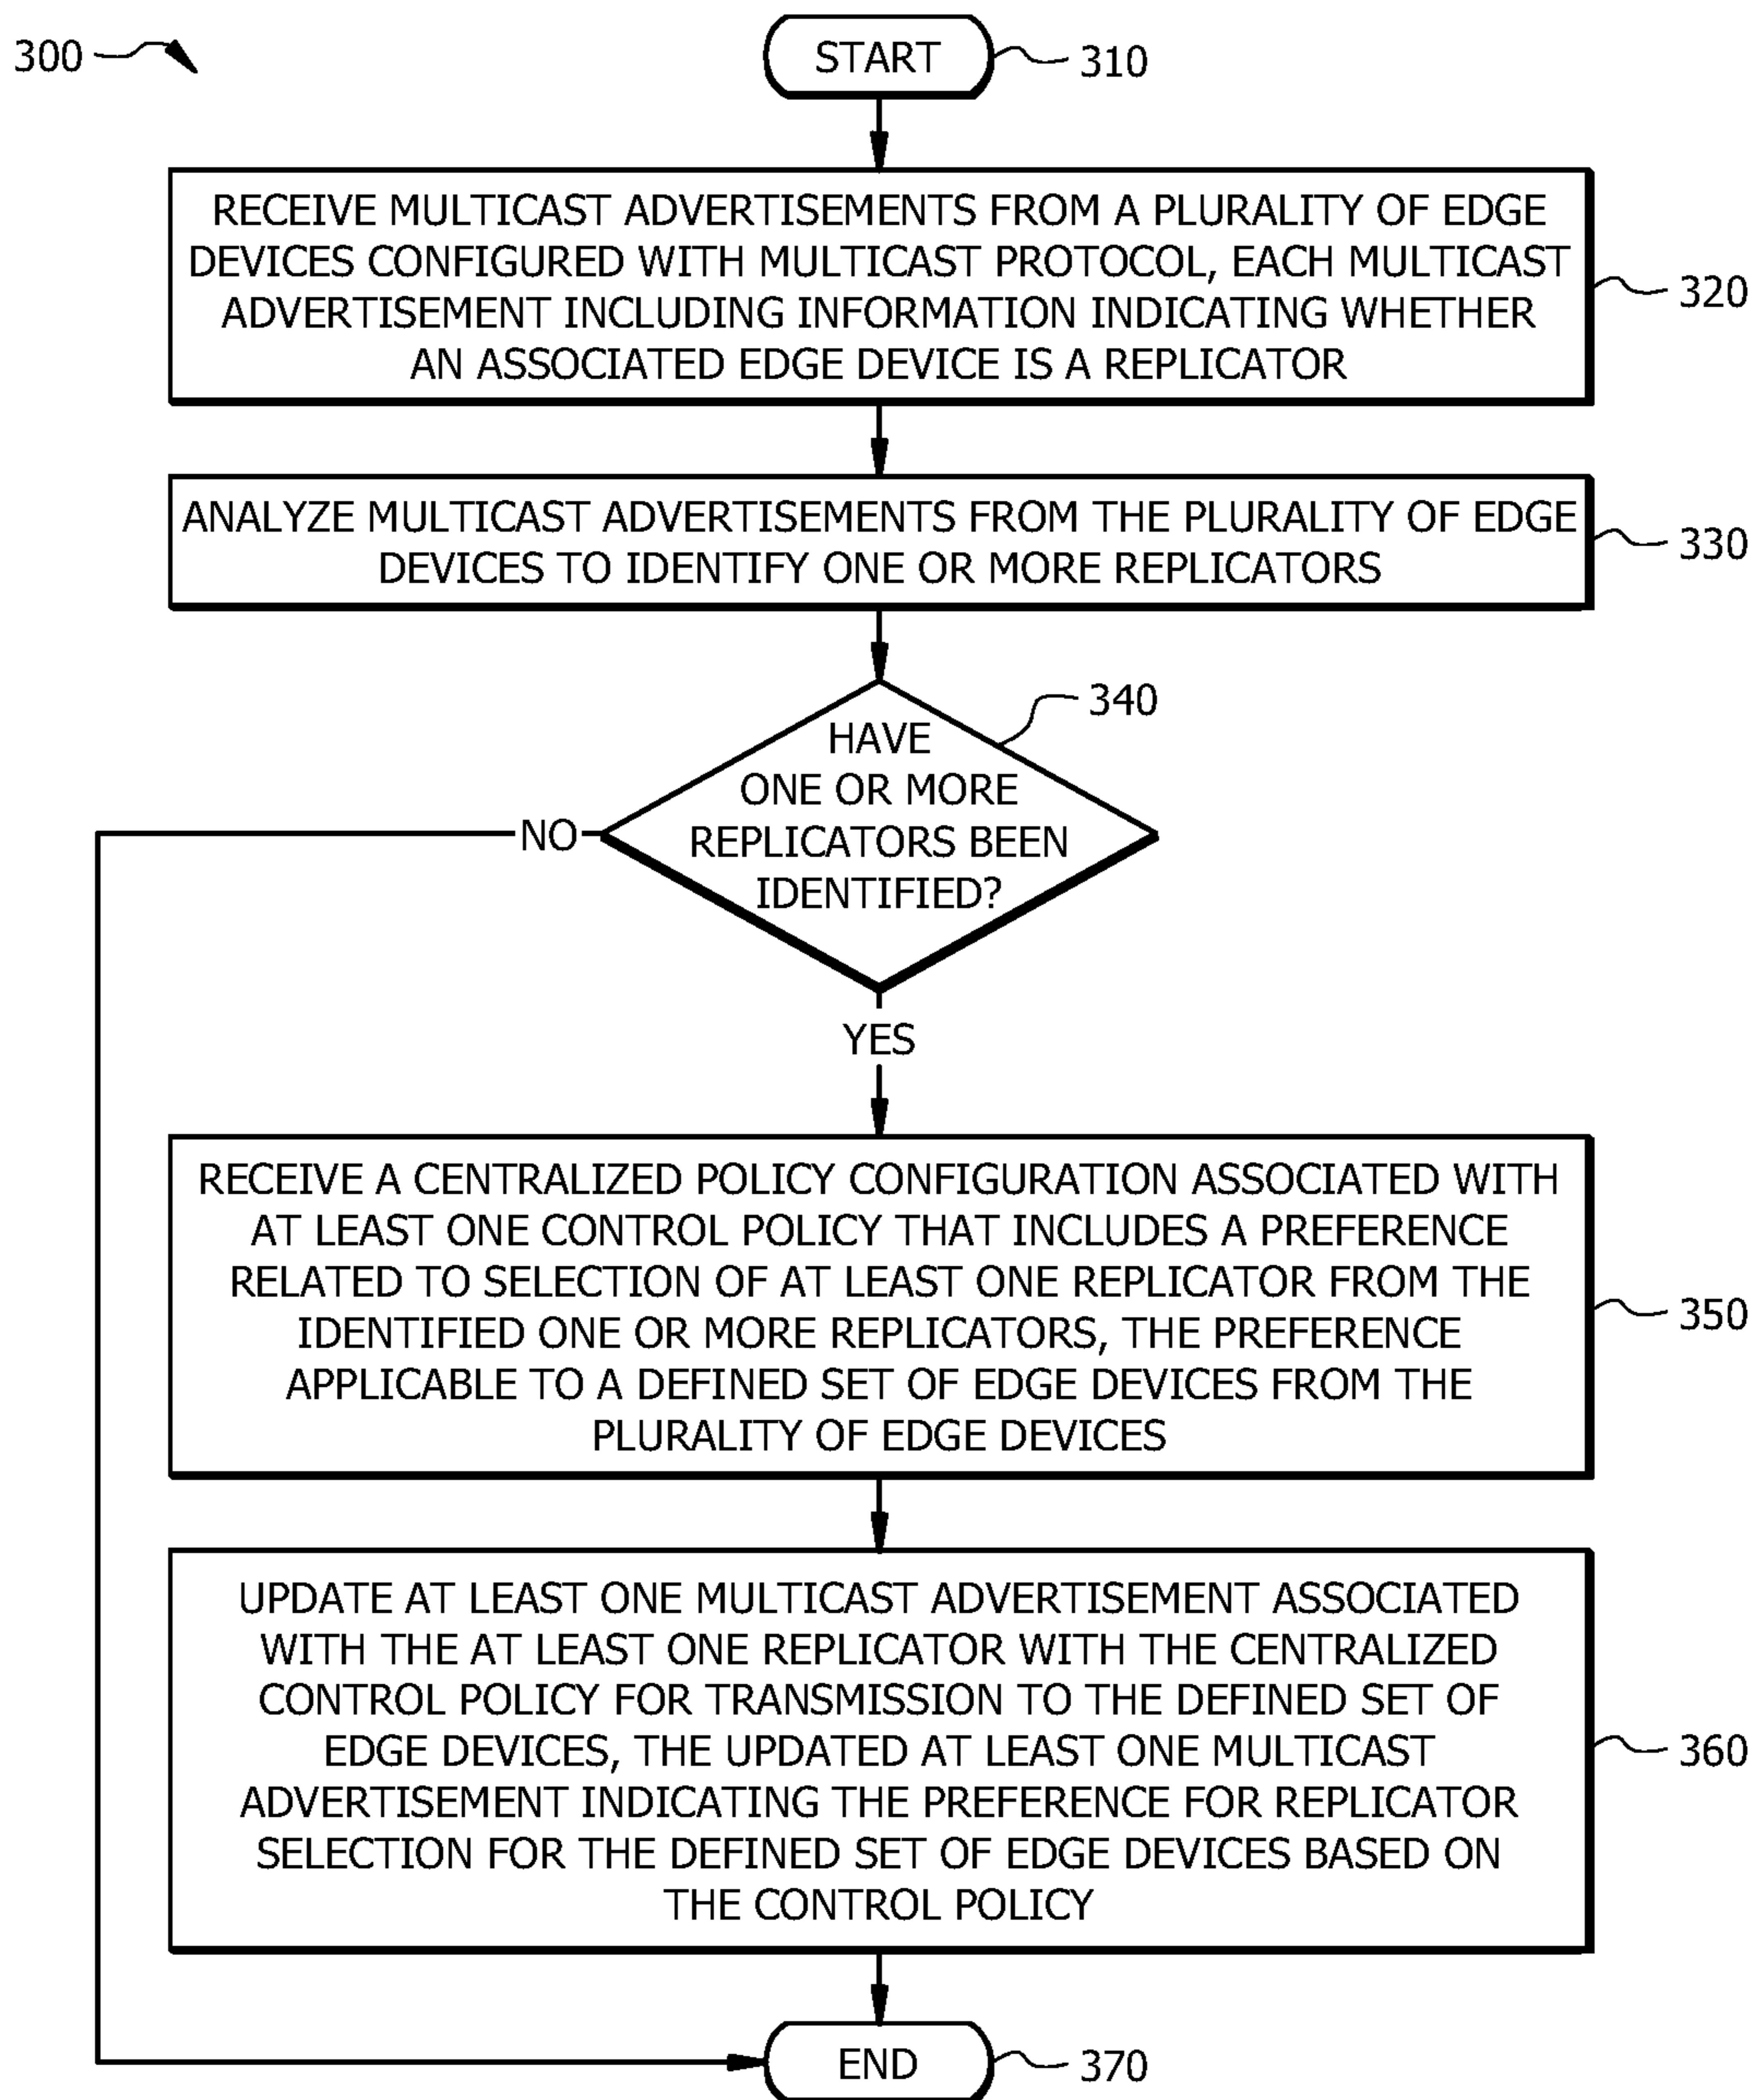 300
START
310
RECEIVE MULTICAST ADVERTISEMENTS FROM A PLURALITY OF EDGE
DEVICES CONFIGURED WITH MULTICAST PROTOCOL, EACH MULTICAST
ADVERTISEMENT INCLUDING INFORMATION INDICATING WHETHER
AN ASSOCIATED EDGE DEVICE IS A REPLICATOR
320
ANALYZE MULTICAST ADVERTISEMENTS FROM THE PLURALITY OF EDGE
DEVICES TO IDENTIFY ONE OR MORE REPLICATORS
330
340
HAVE
ONE OR MORE
REPLICATORS BEEN
IDENTIFIED?
NO
YES
RECEIVE A CENTRALIZED POLICY CONFIGURATION ASSOCIATED WITH
AT LEAST ONE CONTROL POLICY THAT INCLUDES A PREFERENCE
RELATED TO SELECTION OF AT LEAST ONE REPLICATOR FROM THE
IDENTIFIED ONE OR MORE REPLICATORS, THE PREFERENCE
APPLICABLE TO A DEFINED SET OF EDGE DEVICES FROM THE
PLURALITY OF EDGE DEVICES
350
UPDATE AT LEAST ONE MULTICAST ADVERTISEMENT ASSOCIATED
WITH THE AT LEAST ONE REPLICATOR WITH THE CENTRALIZED
CONTROL POLICY FOR TRANSMISSION TO THE DEFINED SET OF
EDGE DEVICES, THE UPDATED AT LEAST ONE MULTICAST
ADVERTISEMENT INDICATING THE PREFERENCE FOR REPLICATOR
SELECTION FOR THE DEFINED SET OF EDGE DEVICES BASED ON
THE CONTROL POLICY
360
END
370